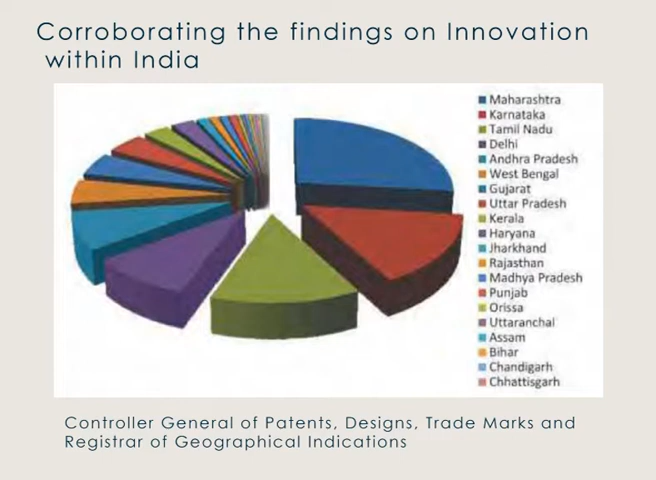 Corroborating the findings on Innovation
within India
Maharashtra
Karnataka
Tamil Nadu
Delhi
Andhra Pradesh
West Bengal
Gujarat
Uttar Pradesh
Kerala
Haryana
Jharkhand
Rajasthan
Madhya Pradesh
Punjab
Orissa
Uttaranchal
Assam
Bihar
Chandigarh
Chhattisgarh
Controller General of Patents, Designs, Trade Marks and
Registrar of Geographical Indications